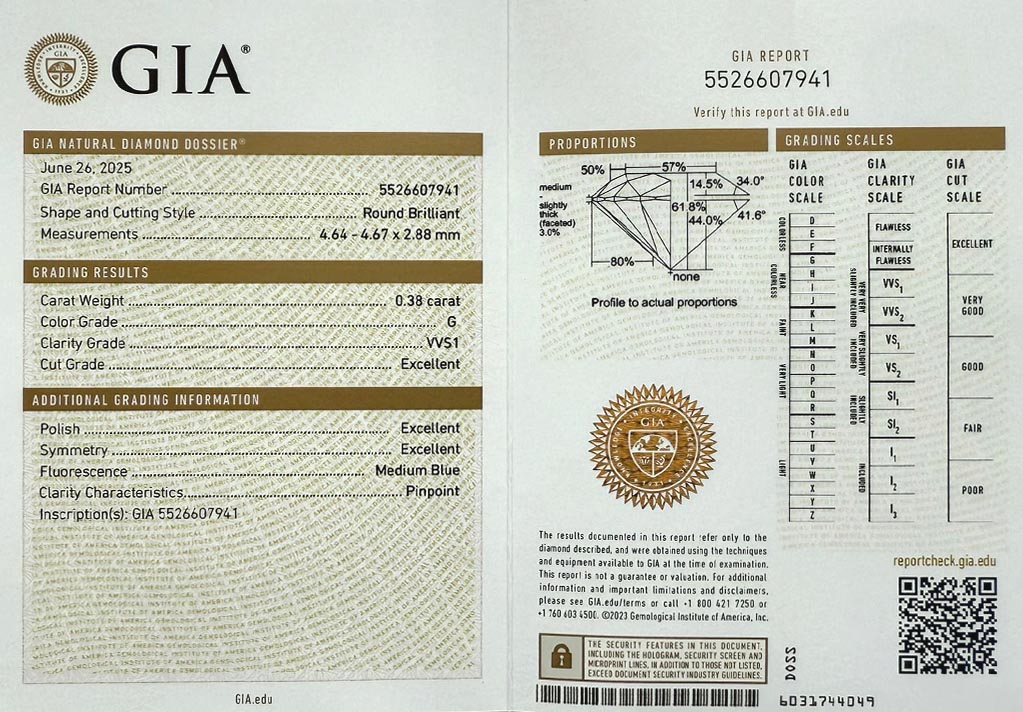 GIA®
GIA NATURAL DIAMOND DOSSIER®
June 26, 2025
GIA Report Number 5526607941
Shape and Cutting Style Round Brilliant
Measurements 4.64 - 4.67 x 2.88 mm
GRADING RESULTS
Carat Weight 0.38 carat
Color Grade G
Clarity Grade VVS1
Cut Grade Excellent
ADDITIONAL GRADING INFORMATION
Polish Excellent
Symmetry Excellent
Fluorescence Medium Blue
Clarity Characteristics Pinpoint
Inscription(s): GIA 5526607941
GIA.edu
GIA REPORT
5526607941
Verify this report at GIA.edu
PROPORTIONS
50%
57%
14.5%
34.0°
medium
-
slightly
thick
(faceted)
3.0%
61.8%
44.0%
41.6°
80%
none
Profile to actual proportions
GIA
The results documented in this report refer only to the
diamond described, and were obtained using the techniques
and equipment available to GIA at the time of examination.
This report is not a guarantee or valuation. For additional
information and important limitations and disclaimers,
please see GIA.edu/terms or call +1 800 421 7250 or
+1 760 603 4500. ©2023 Gemological Institute of America, Inc.
THE SECURITY FEATURES IN THIS DOCUMENT,
INCLUDING THE HOLOGRAM, SECURITY SCREEN AND
MICROPRINT LINES, IN ADDITION TO THOSE NOT LISTED,
EXCEED DOCUMENT SECURITY INDUSTRY GUIDELINES.
GRADING SCALES
GIA
COLOR
SCALE
COLORLESS
D
E
F
NEAR COLORLESS
G
H
I
J
FAINT
K
L
M
VERY LIGHT
N
O
P
Q
R
LIGHT
S
T
U
V
W
X
Y
Z
GIA
CLARITY
SCALE
FLAWLESS
INTERNALLY
FLAWLESS
VERY VERY
SLIGHTLY INCLUDED
VVS1
VVS2
VERY SLIGHTLY
INCLUDED
VS1
VS2
SLIGHTLY
INCLUDED
SI1
SI2
INCLUDED
I1
I2
I3
GIA
CUT
SCALE
EXCELLENT
VERY
GOOD
GOOD
FAIR
POOR
reportcheck.gia.edu
DOSS
6031744049